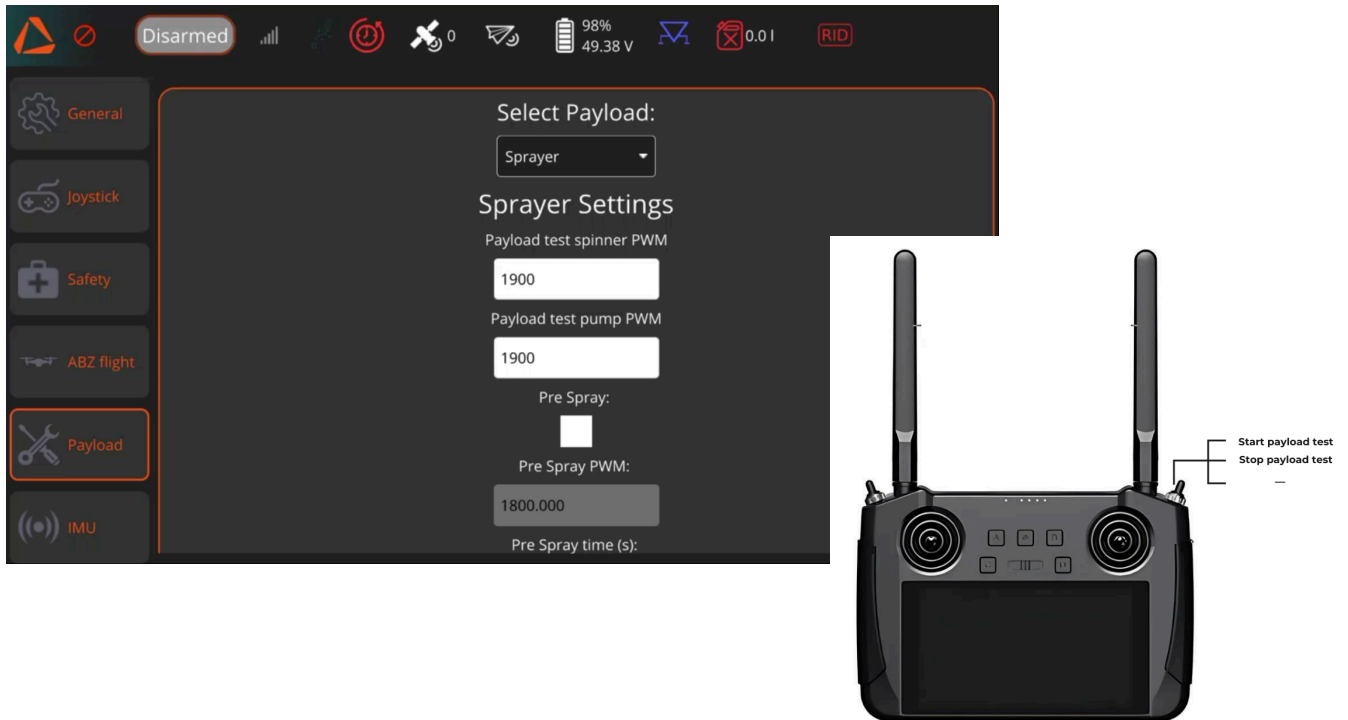 Disarmed
0
98%
49.38 V
0.0 l
RID
General
Joystick
Safety
ABZ flight
Payload
IMU
Select Payload:
Sprayer
Sprayer Settings
Payload test spinner PWM
1900
Payload test pump PWM
1900
Pre Spray:
Pre Spray PWM:
1800.000
Pre Spray time (s):
Start payload test
Stop payload test
—